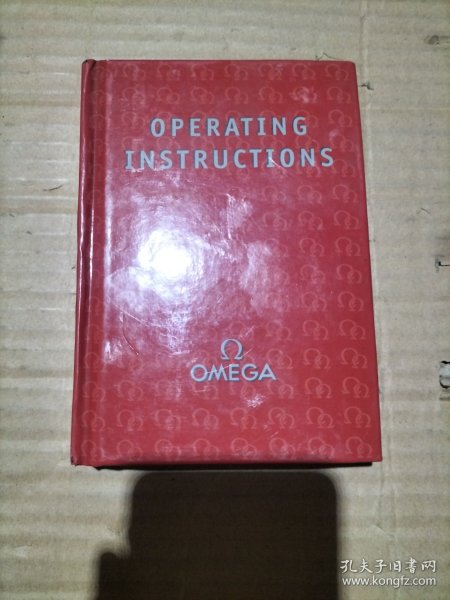 OPERATING
INSTRUCTIONS
Ω
OMEGA
孔夫子旧书网
www.kongfz.com